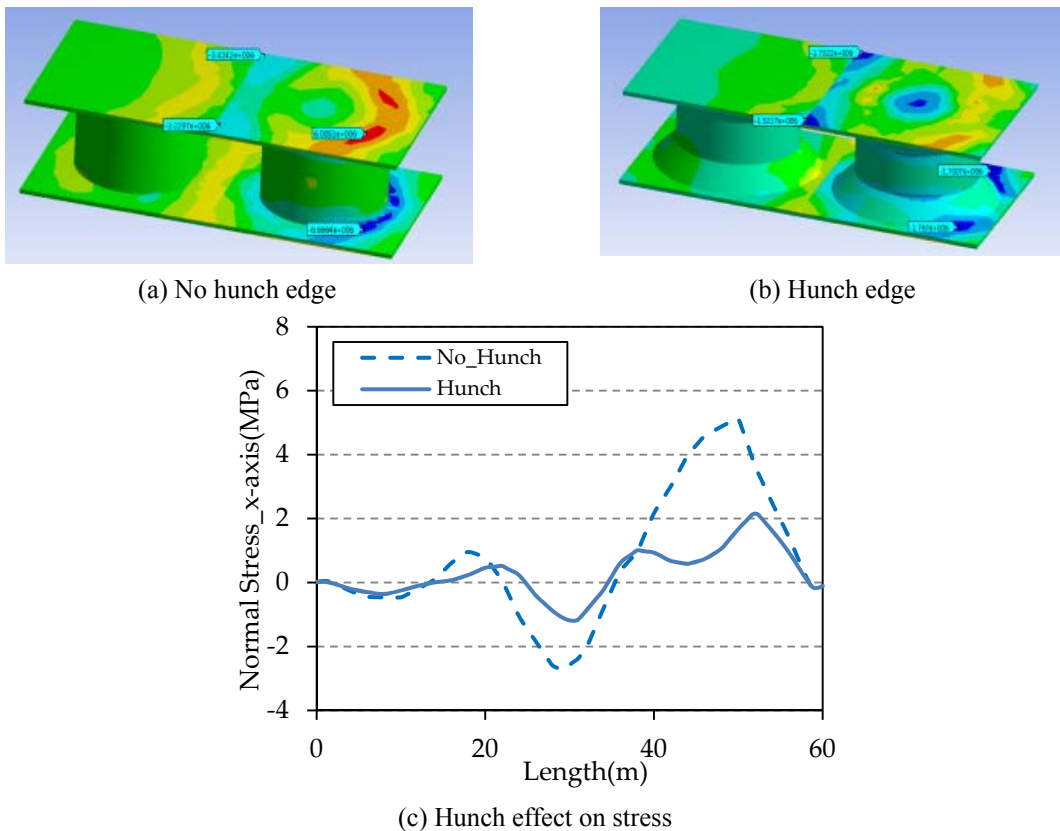 (a) No hunch edge
(b) Hunch edge
8
6
4
2
0
-2
-4
Normal Stress_x-axis(MPa)
No_Hunch
Hunch
0 20 40 60
Length(m)
(c) Hunch effect on stress